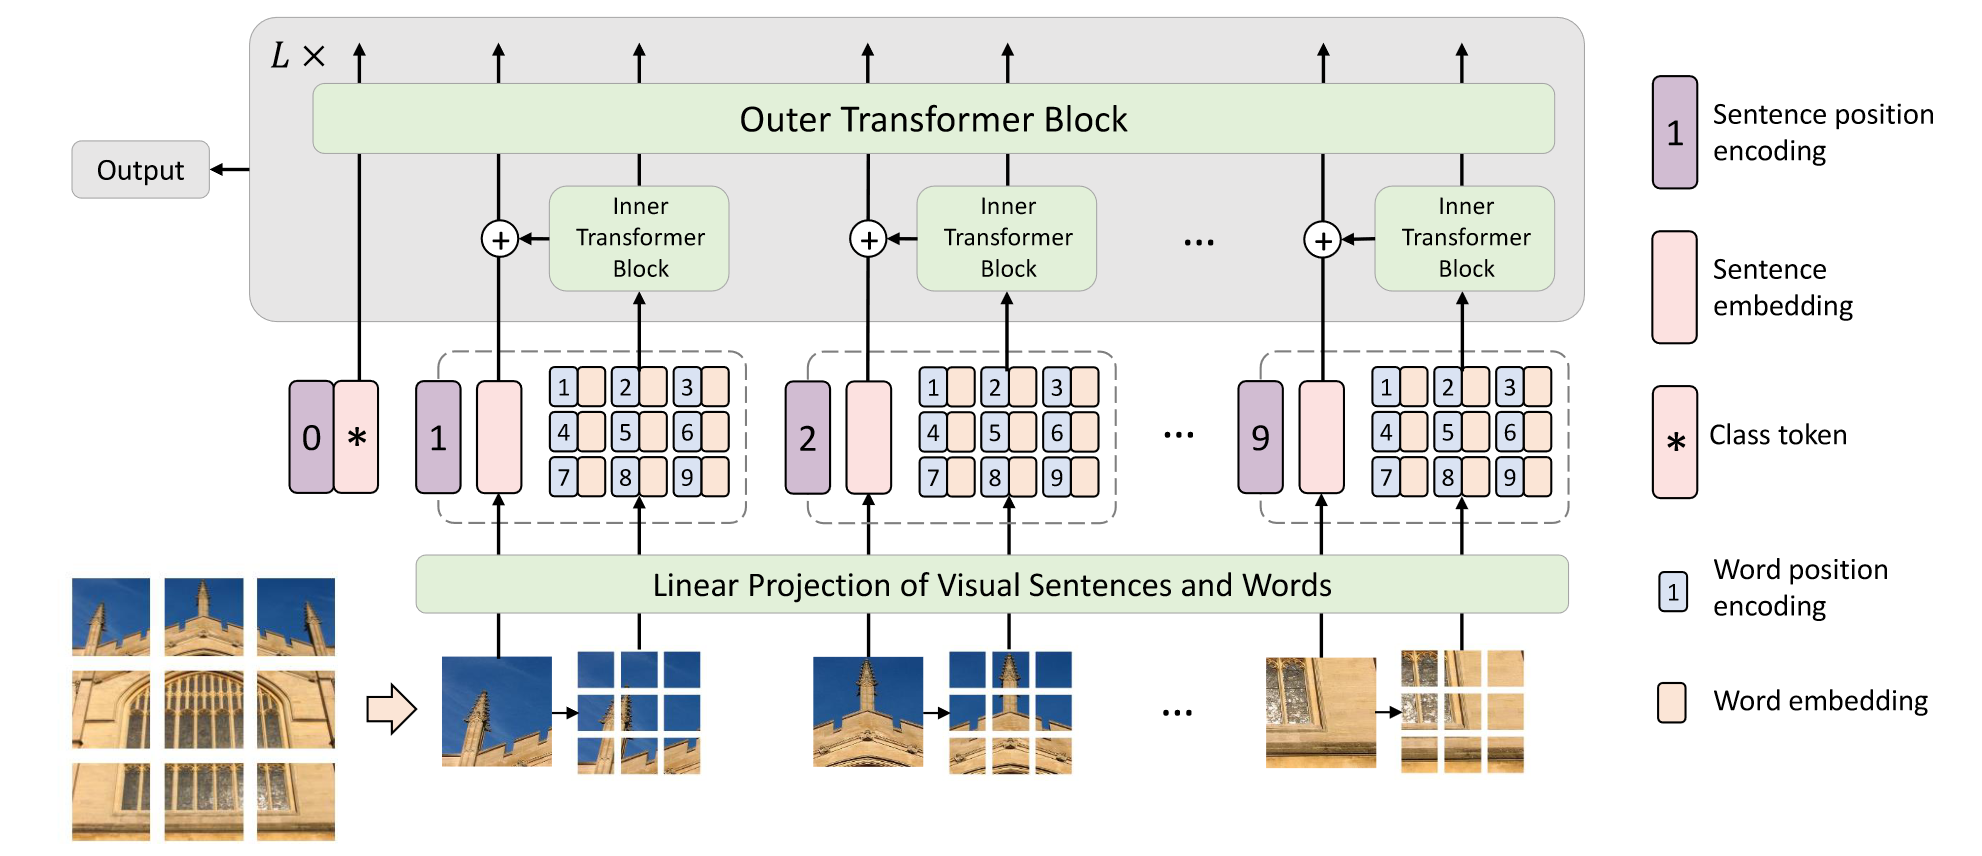 L ×
Outer Transformer Block
Output
Inner
Transformer
Block
+
Inner
Transformer
Block
+
...
Inner
Transformer
Block
+
0 *
1
1 2 3
4 5 6
7 8 9
2
1 2 3
4 5 6
7 8 9
...
9
1 2 3
4 5 6
7 8 9
Linear Projection of Visual Sentences and Words
...
1
Sentence position
encoding
Sentence
embedding
*
Class token
1
Word position
encoding
Word embedding